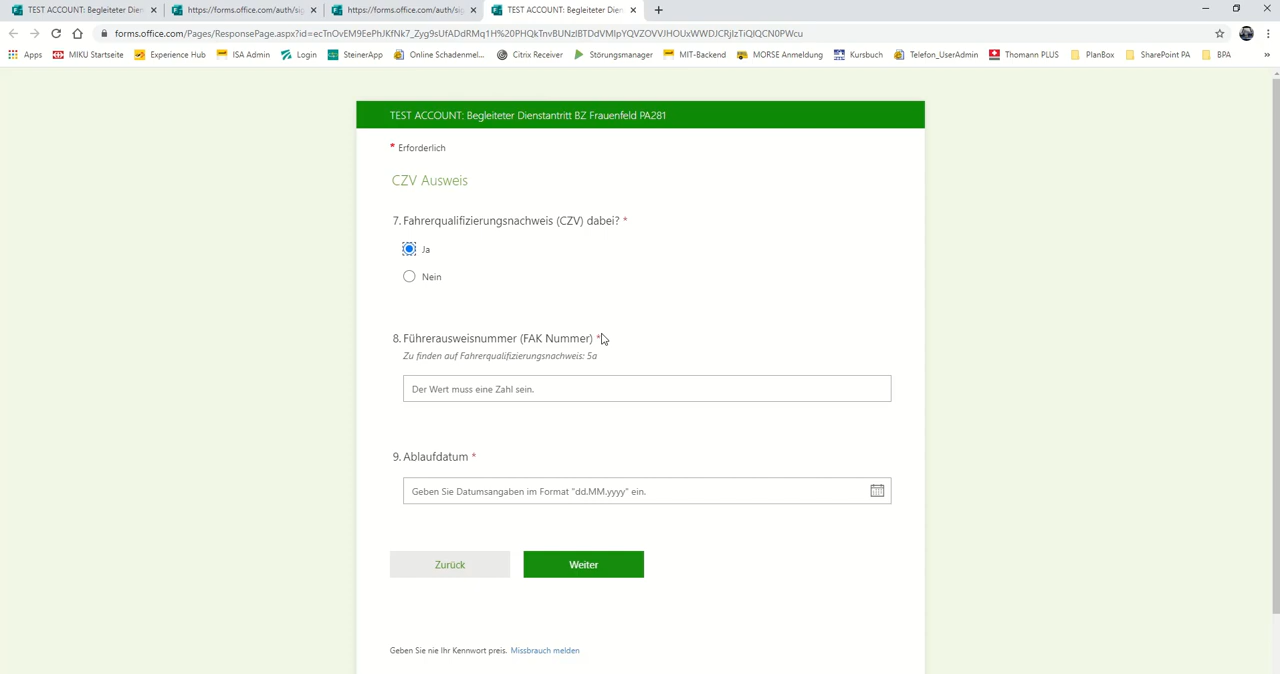 TEST ACCOUNT: Begleiteter Dien
https://forms.office.com/auth/sig
https://forms.office.com/auth/sig
TEST ACCOUNT: Begleiteter Dien
forms.office.com/Pages/ResponsePage.aspx?id=
Apps
MIKU Startseite
Experience Hub
ISA Admin
Login
SteinerApp
Online Schadenmel...
Citrix Receiver
Störungsmanager
MIT-Backend
MORSE Anmeldung
Kursbuch
Telefon_UserAdmin
Thomann PLUS
PlanBox
SharePoint PA
BPA
»
TEST ACCOUNT: Begleiteter Dienstantritt BZ Frauenfeld PA281
* Erforderlich
CZV Ausweis
7. Fahrerqualifizierungsnachweis (CZV) dabei? *
Ja
Nein
8. Führerausweisnummer (FAK Nummer) *
Zu finden auf Fahrerqualifizierungsnachweis: 5a
Der Wert muss eine Zahl sein.
9. Ablaufdatum *
Geben Sie Datumsangaben im Format "dd.MM.yyyy" ein.
Zurück
Weiter
Geben Sie nie Ihr Kennwort preis. Missbrauch melden